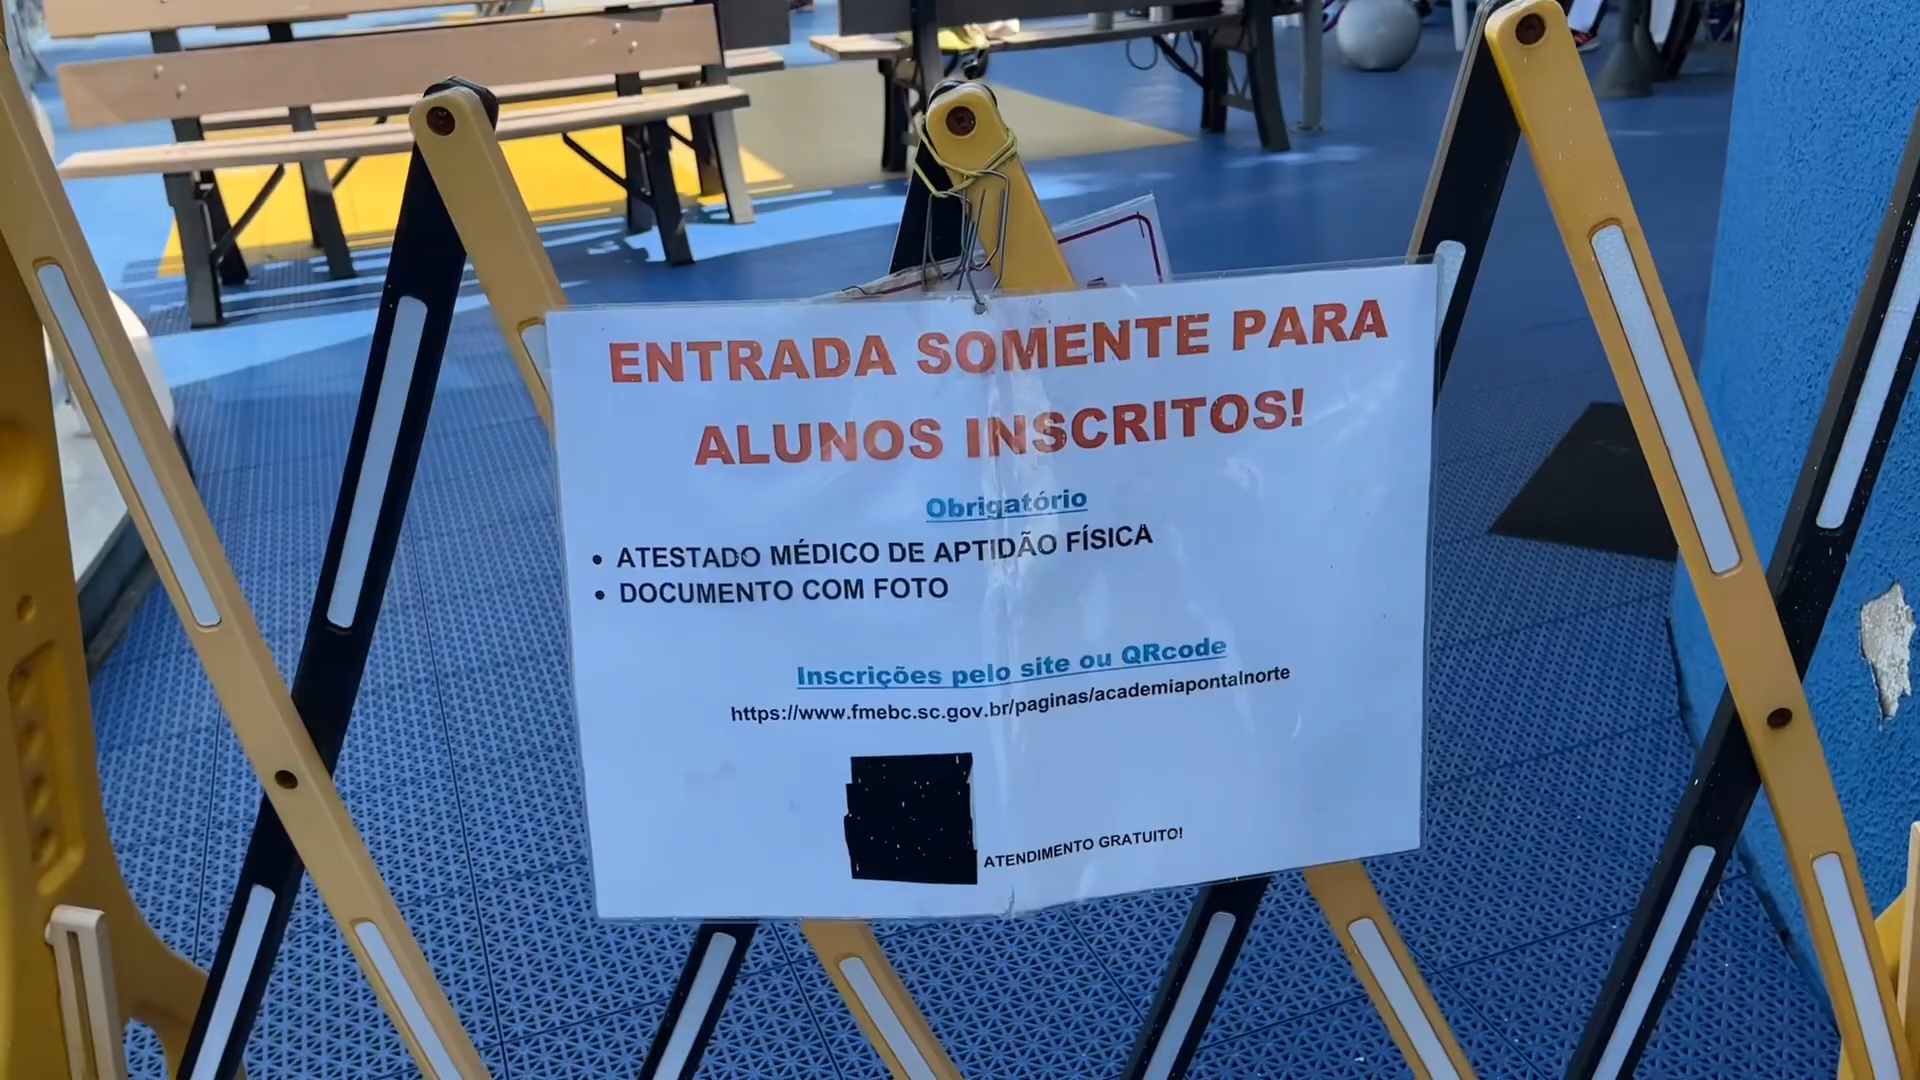 ENTRADA SOMENTE PARA
ALUNOS INSCRITOS!
Obrigatório
• ATESTADO MÉDICO DE APTIDÃO FÍSICA
• DOCUMENTO COM FOTO
Inscrições pelo site ou QRcode
https://www.fmebc.sc.gov.br/paginas/academiapontalnorte
ATENDIMENTO GRATUITO!